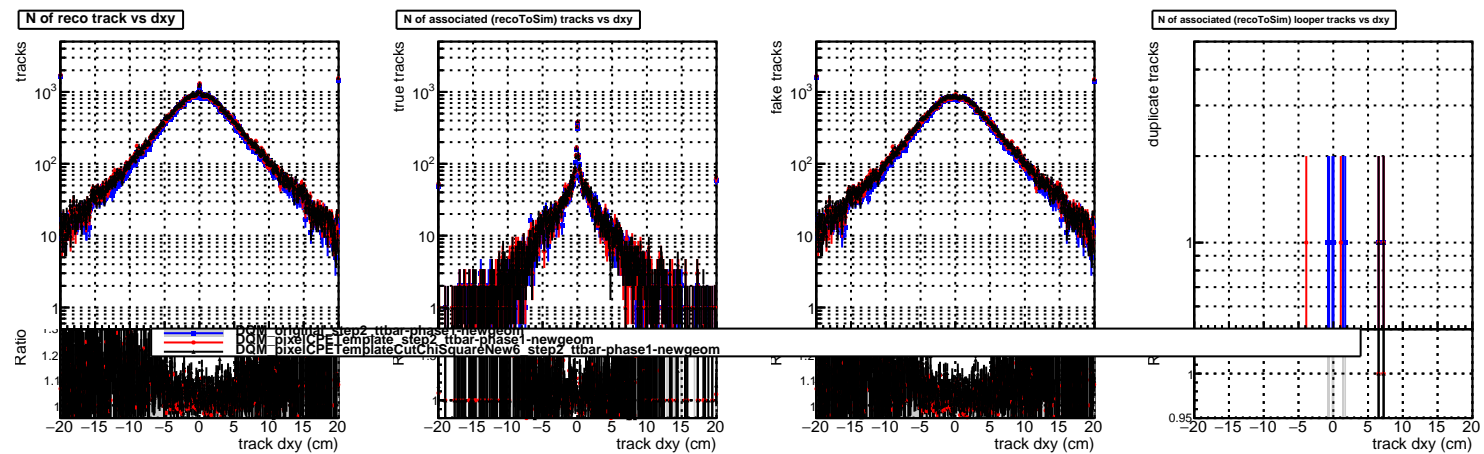 N of reco track vs dxy
tracks
10³
10²
10
1
Ratio
1.2
1.1
−20 −15 −10 −5 0 5 10 15 20
track dxy (cm)
N of associated (recoToSim) tracks vs dxy
true tracks
10³
10²
10
1
1
−20 −15 −10 −5 0 5 10 15 20
track dxy (cm)
fake tracks
10³
10²
10
1
Ratio
1.2
1.1
−20 −15 −10 −5 0 5 10 15 20
track dxy (cm)
N of associated (recoToSim) looper tracks vs dxy
duplicate tracks
1
1
0.95
−20 −15 −10 −5 0 5 10 15 20
track dxy (cm)
DQM_original_step2_ttbar-phase1-newgeom
DQM_pixelCPETemplate_step2_ttbar-phase1-newgeom
DQM_pixelCPETemplateCutChiSquareNew6_step2_ttbar-phase1-newgeom